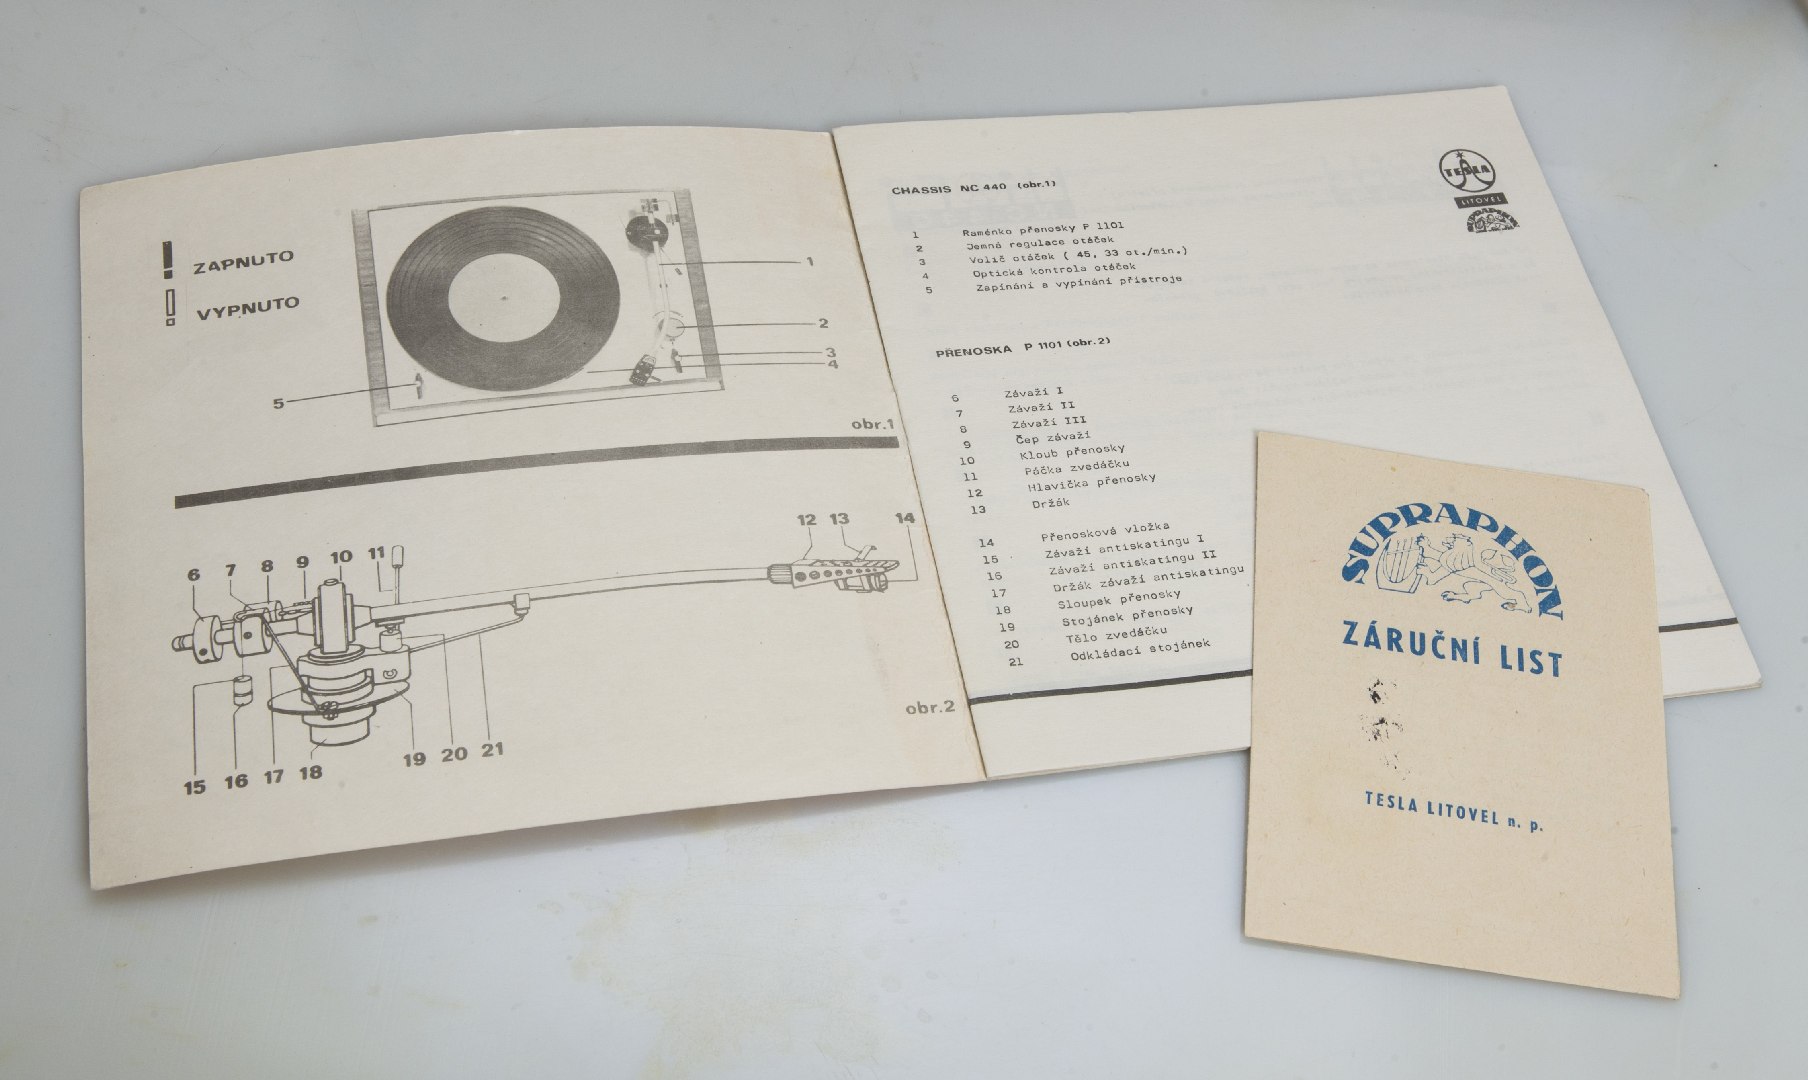 ZAPNUTO
VYPNUTO
1
2
3
4
5
obr.1
6 7 8 9 10 11 12 13 14
15 16 17 18 19 20 21
obr.2
CHASSIS NC 440 (obr.1)
1 Raménko přenosky P 1101
2 Jemná regulace otáček
3 Volič otáček ( 45, 33 ot./min.)
4 Optická kontrola otáček
5 Zapínání a vypínání přístroje
PŘENOSKA P 1101 (obr.2)
6 Závaží I
7 Závaží II
8 Závaží III
9 Čep závaží
10 Kloub přenosky
11 Páčka zvedáčku
12 Hlavička přenosky
13 Držák
14 Přenosková vložka
15 Závaží antiskatingu I
16 Závaží antiskatingu II
17 Držák závaží antiskatingu
18 Sloupek přenosky
19 Stojánek přenosky
20 Tělo zvedáčku
21 Odkládací stojánek
TESLA
LITOVEL
SUPRAPHON
SUPRAPHON
ZÁRUČNÍ LIST
TESLA LITOVEL n. p.